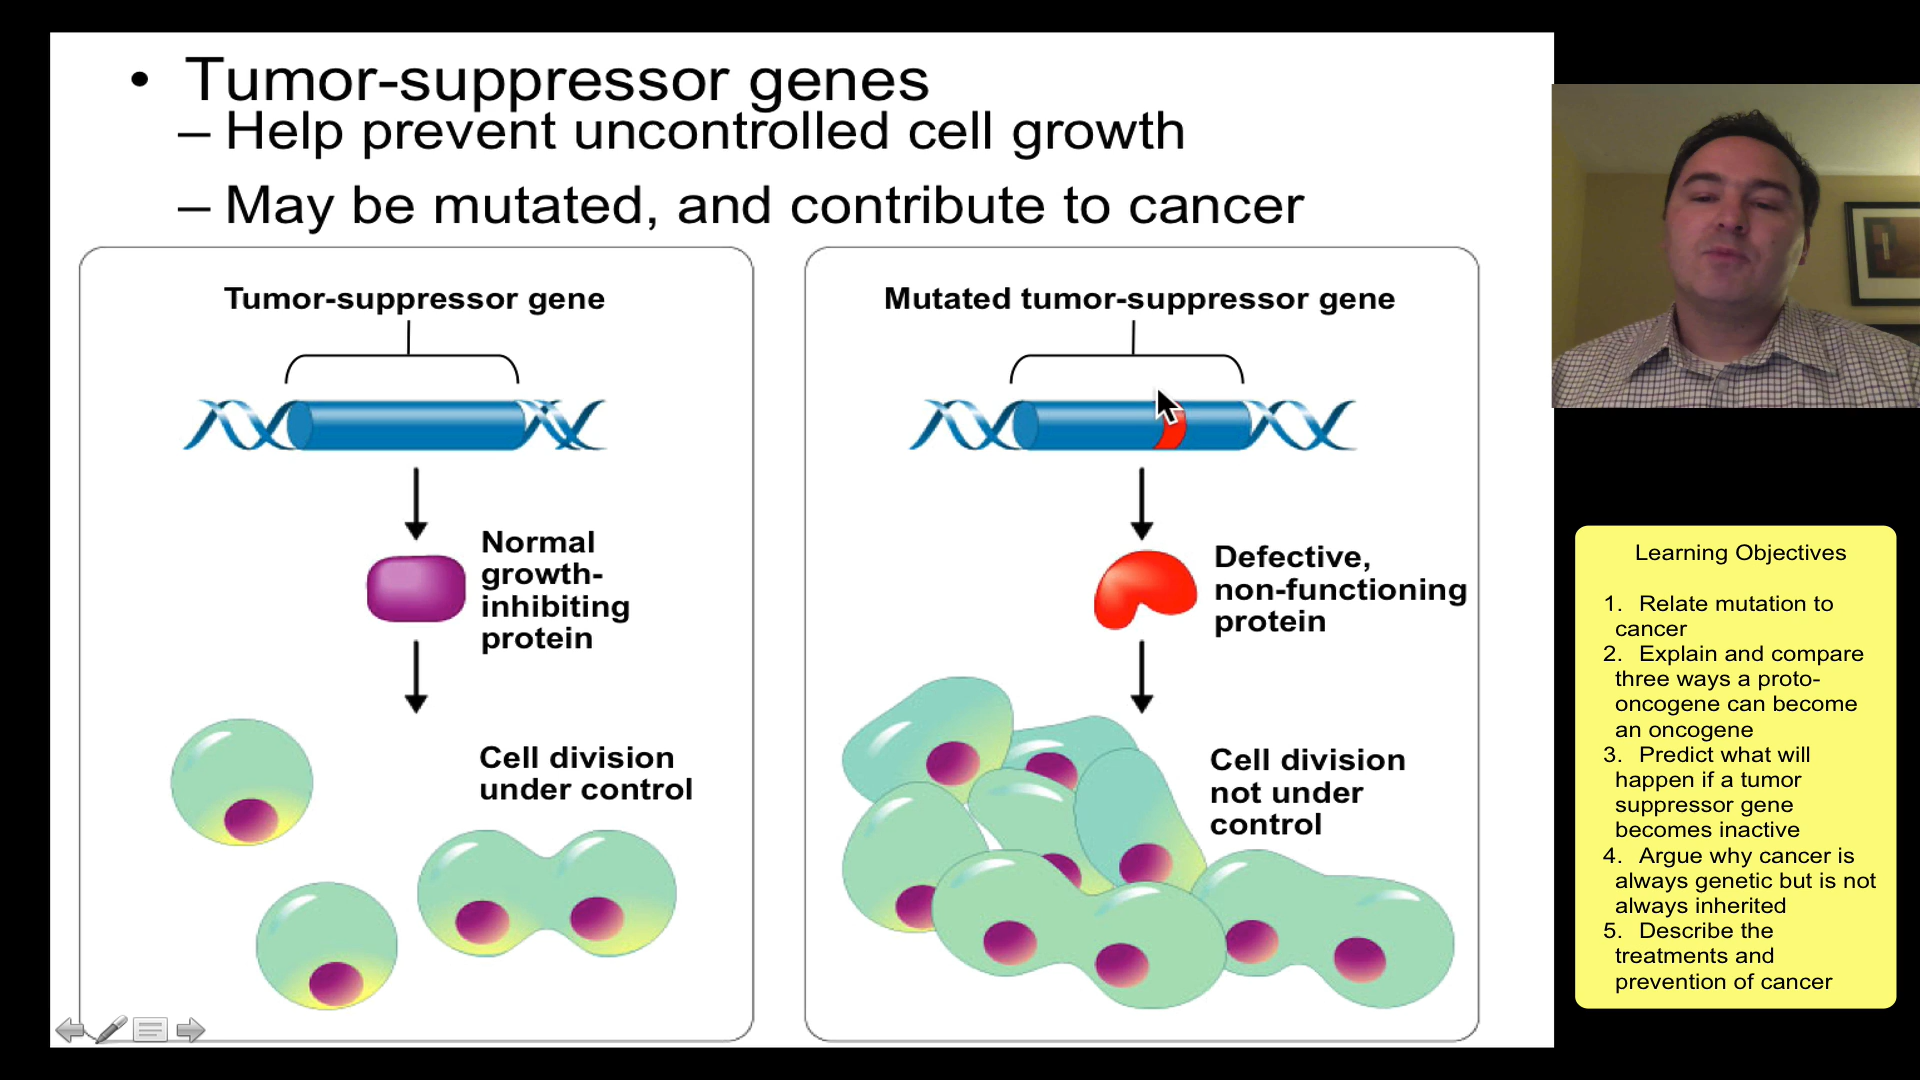 • Tumor-suppressor genes
– Help prevent uncontrolled cell growth
– May be mutated, and contribute to cancer
Tumor-suppressor gene
Normal
growth-
inhibiting
protein
Cell division
under control
Mutated tumor-suppressor gene
Defective,
non-functioning
protein
Cell division
not under
control
Learning Objectives
1. Relate mutation to
cancer
2. Explain and compare
three ways a proto-
oncogene can become
an oncogene
3. Predict what will
happen if a tumor
suppressor gene
becomes inactive
4. Argue why cancer is
always genetic but is not
always inherited
5. Describe the
treatments and
prevention of cancer